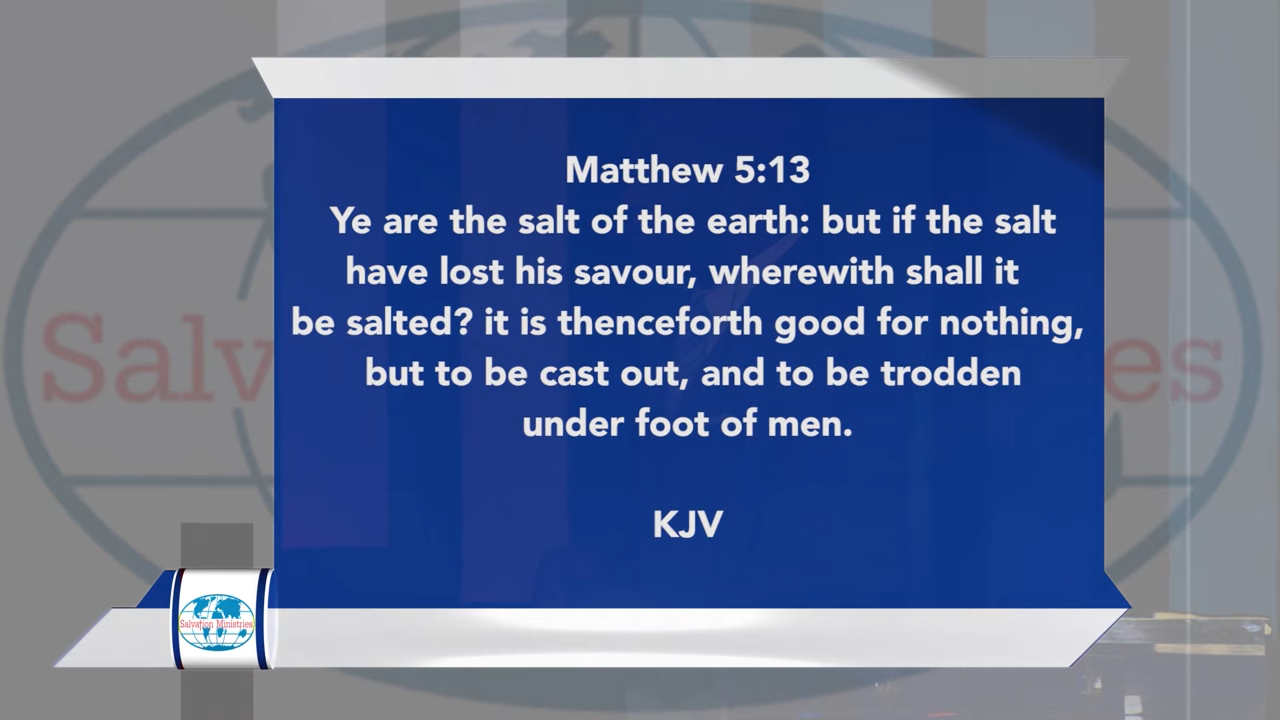 Matthew 5:13
Ye are the salt of the earth: but if the salt
have lost his savour, wherewith shall it
be salted? it is thenceforth good for nothing,
but to be cast out, and to be trodden
under foot of men.
KJV
Salv
es
Salvation Ministries